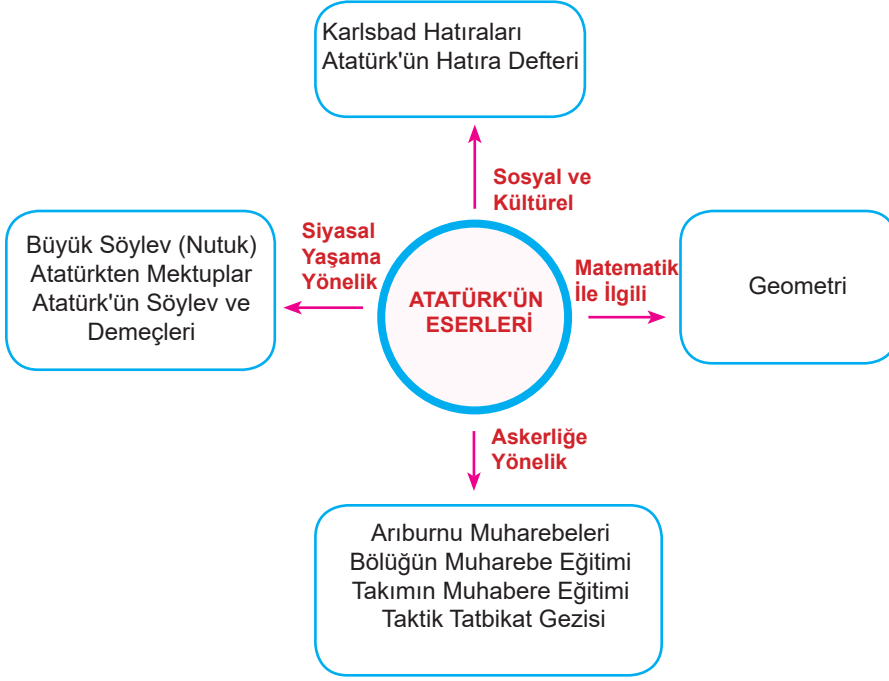 Karlsbad Hatıraları
Atatürk'ün Hatıra Defteri
Sosyal ve
Kültürel
Siyasal
Yaşama
Yönelik
Büyük Söylev (Nutuk)
Atatürkten Mektuplar
Atatürk'ün Söylev ve
Demeçleri
ATATÜRK'ÜN
ESERLERİ
Matematik
İle İlgili
Geometri
Askerliğe
Yönelik
Arıburnu Muharebeleri
Bölüğün Muharebe Eğitimi
Takımın Muhabere Eğitimi
Taktik Tatbikat Gezisi